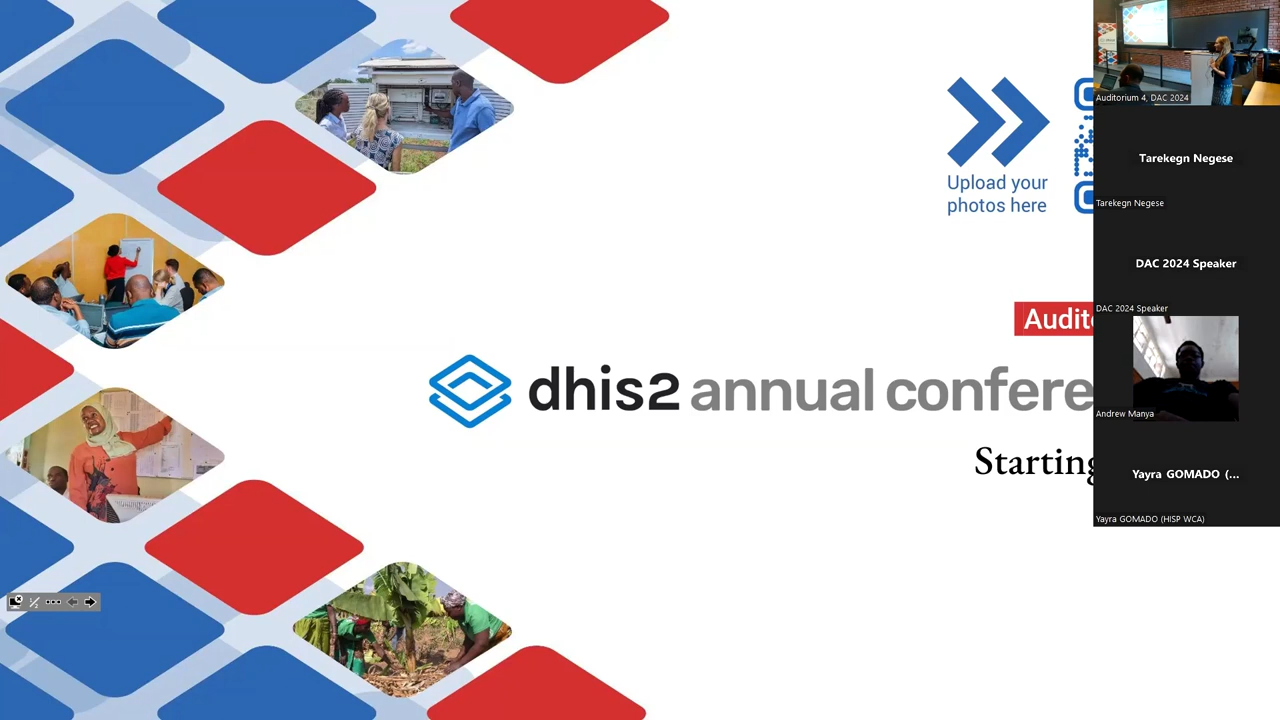 Upload your
photos here
Audito
dhis2 annual confere
Starting
Auditorium 4, DAC 2024
Tarekegn Negese
Tarekegn Negese
DAC 2024 Speaker
DAC 2024 Speaker
Andrew Manya
Yayra GOMADO (...
Yayra GOMADO (HISP WCA)